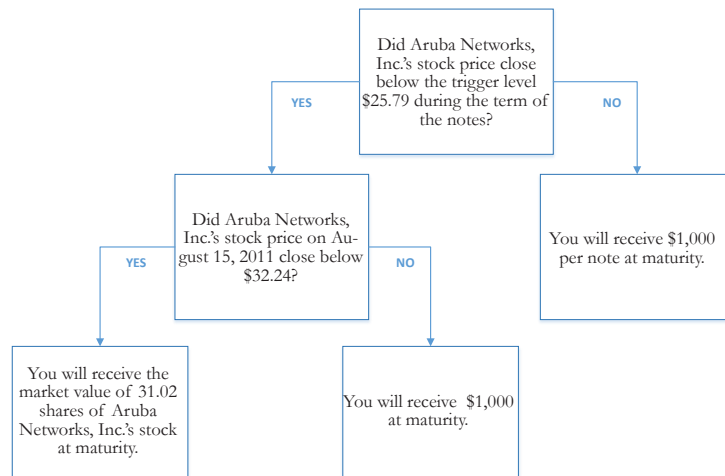 Did Aruba Networks,
Inc.'s stock price close
below the trigger level
$25.79 during the term of
the notes?
YES
NO
Did Aruba Networks,
Inc.'s stock price on Au-
gust 15, 2011 close below
$32.24?
You will receive $1,000
per note at maturity.
YES
NO
You will receive the
market value of 31.02
shares of Aruba
Networks, Inc.'s stock
at maturity.
You will receive $1,000
at maturity.